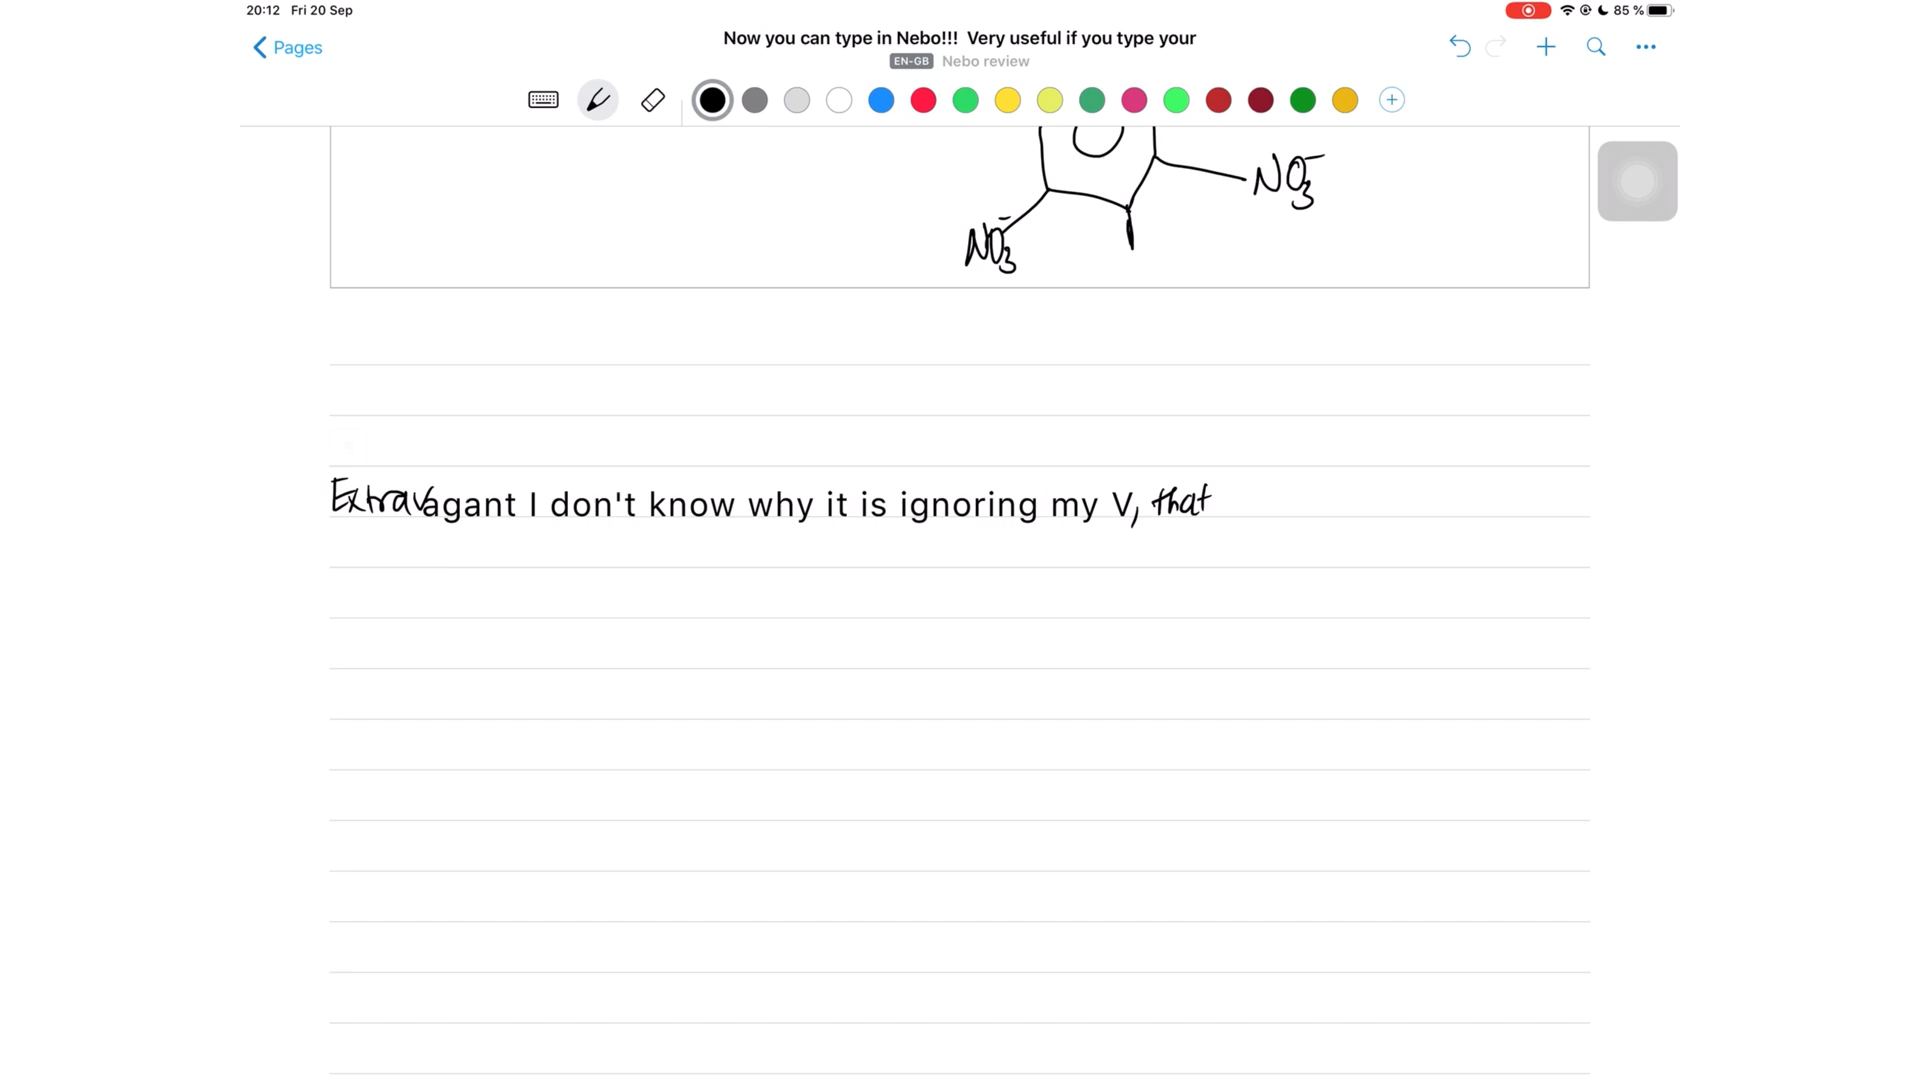 20:12 Fri 20 Sep
85 %
Pages
Now you can type in Nebo!!! Very useful if you type your
EN-GB Nebo review
NO₃⁻
NO₃⁻
Extravagant I don't know why it is ignoring my V, that